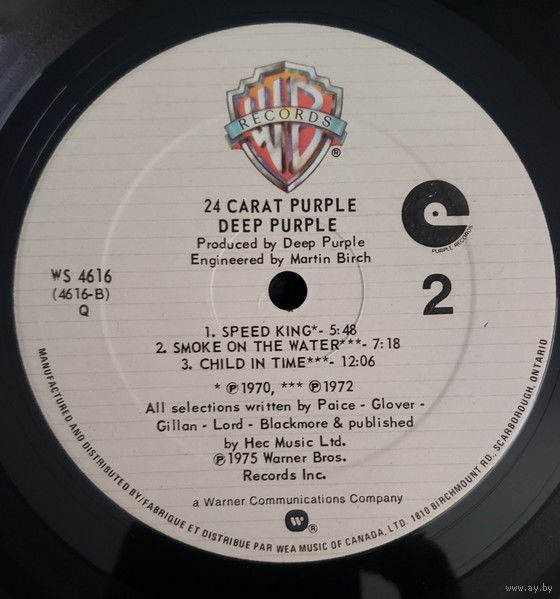 WB
RECORDS
®
24 CARAT PURPLE
DEEP PURPLE
Produced by Deep Purple
Engineered by Martin Birch
PURPLE RECORDS
WS 4616
(4616-B)
Q
2
1. SPEED KING*- 5:48
2. SMOKE ON THE WATER***- 7:18
3. CHILD IN TIME***- 12:06
* ℗1970, *** ℗1972
All selections written by Paice - Glover -
Gillan - Lord - Blackmore & published
by Hec Music Ltd.
℗1975 Warner Bros.
Records Inc.
a Warner Communications Company
®
MANUFACTURED AND DISTRIBUTED BY/FABRIQUE ET DISTRIBUE PAR WEA MUSIC OF CANADA, LTD. 1810 BIRCHMOUNT RD., SCARBOROUGH, ONTARIO
www.ay.by